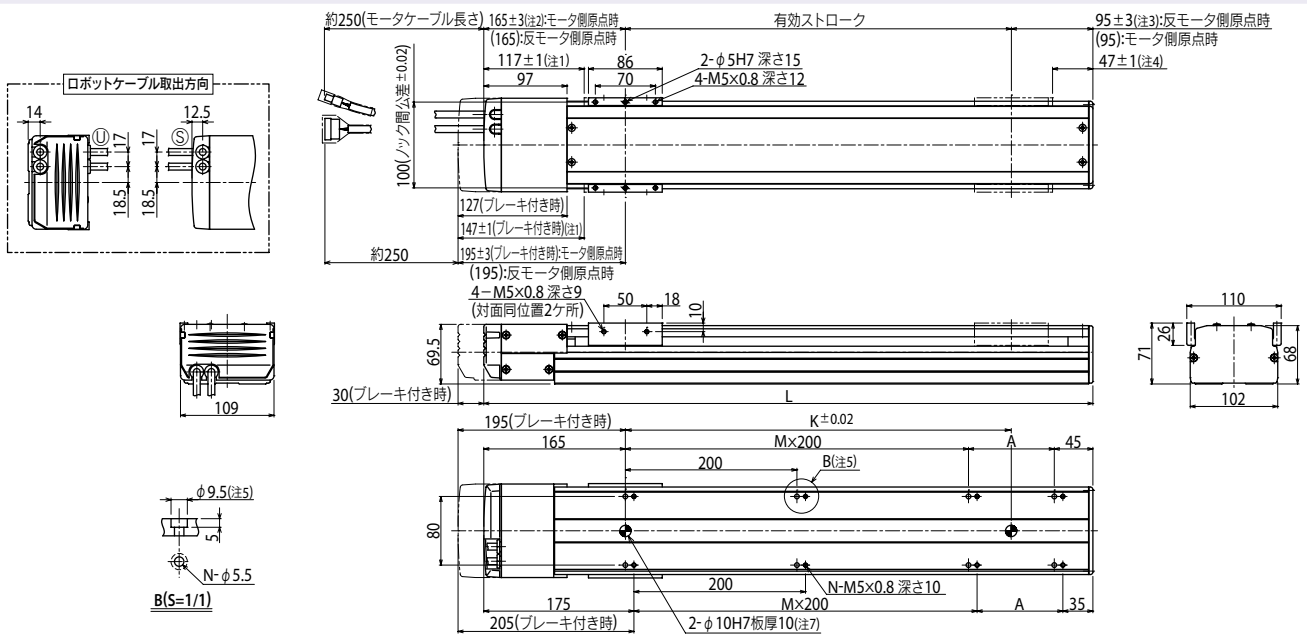 約250(モータケーブル長さ)
165±3(注2):モータ側原点時
(165):反モータ側原点時
有効ストローク
95±3(注3):反モータ側原点時
(95):モータ側原点時
117±1(注1)
86
2-φ5H7 深さ15
47±1(注4)
97
70
4-M5×0.8 深さ12
ロボットケーブル取出方向
14
12.5
Ⓤ
17
17
Ⓢ
18.5
18.5
100(ノック間公差±0.02)
127(ブレーキ付き時)
147±1(ブレーキ付き時)(注1)
約250
195±3(ブレーキ付き時):モータ側原点時
(195):反モータ側原点時
4−M5×0.8 深さ9
(対面同位置2ケ所)
50
18
10
110
26
71
68
102
69.5
109
30(ブレーキ付き時)
L
195(ブレーキ付き時)
K±0.02
165
M×200
A
45
200
B(注5)
φ9.5(注5)
5
80
N-φ5.5
B(S=1/1)
200
N-M5×0.8 深さ10
175
M×200
A
35
205(ブレーキ付き時)
2-φ10H7板厚10(注7)